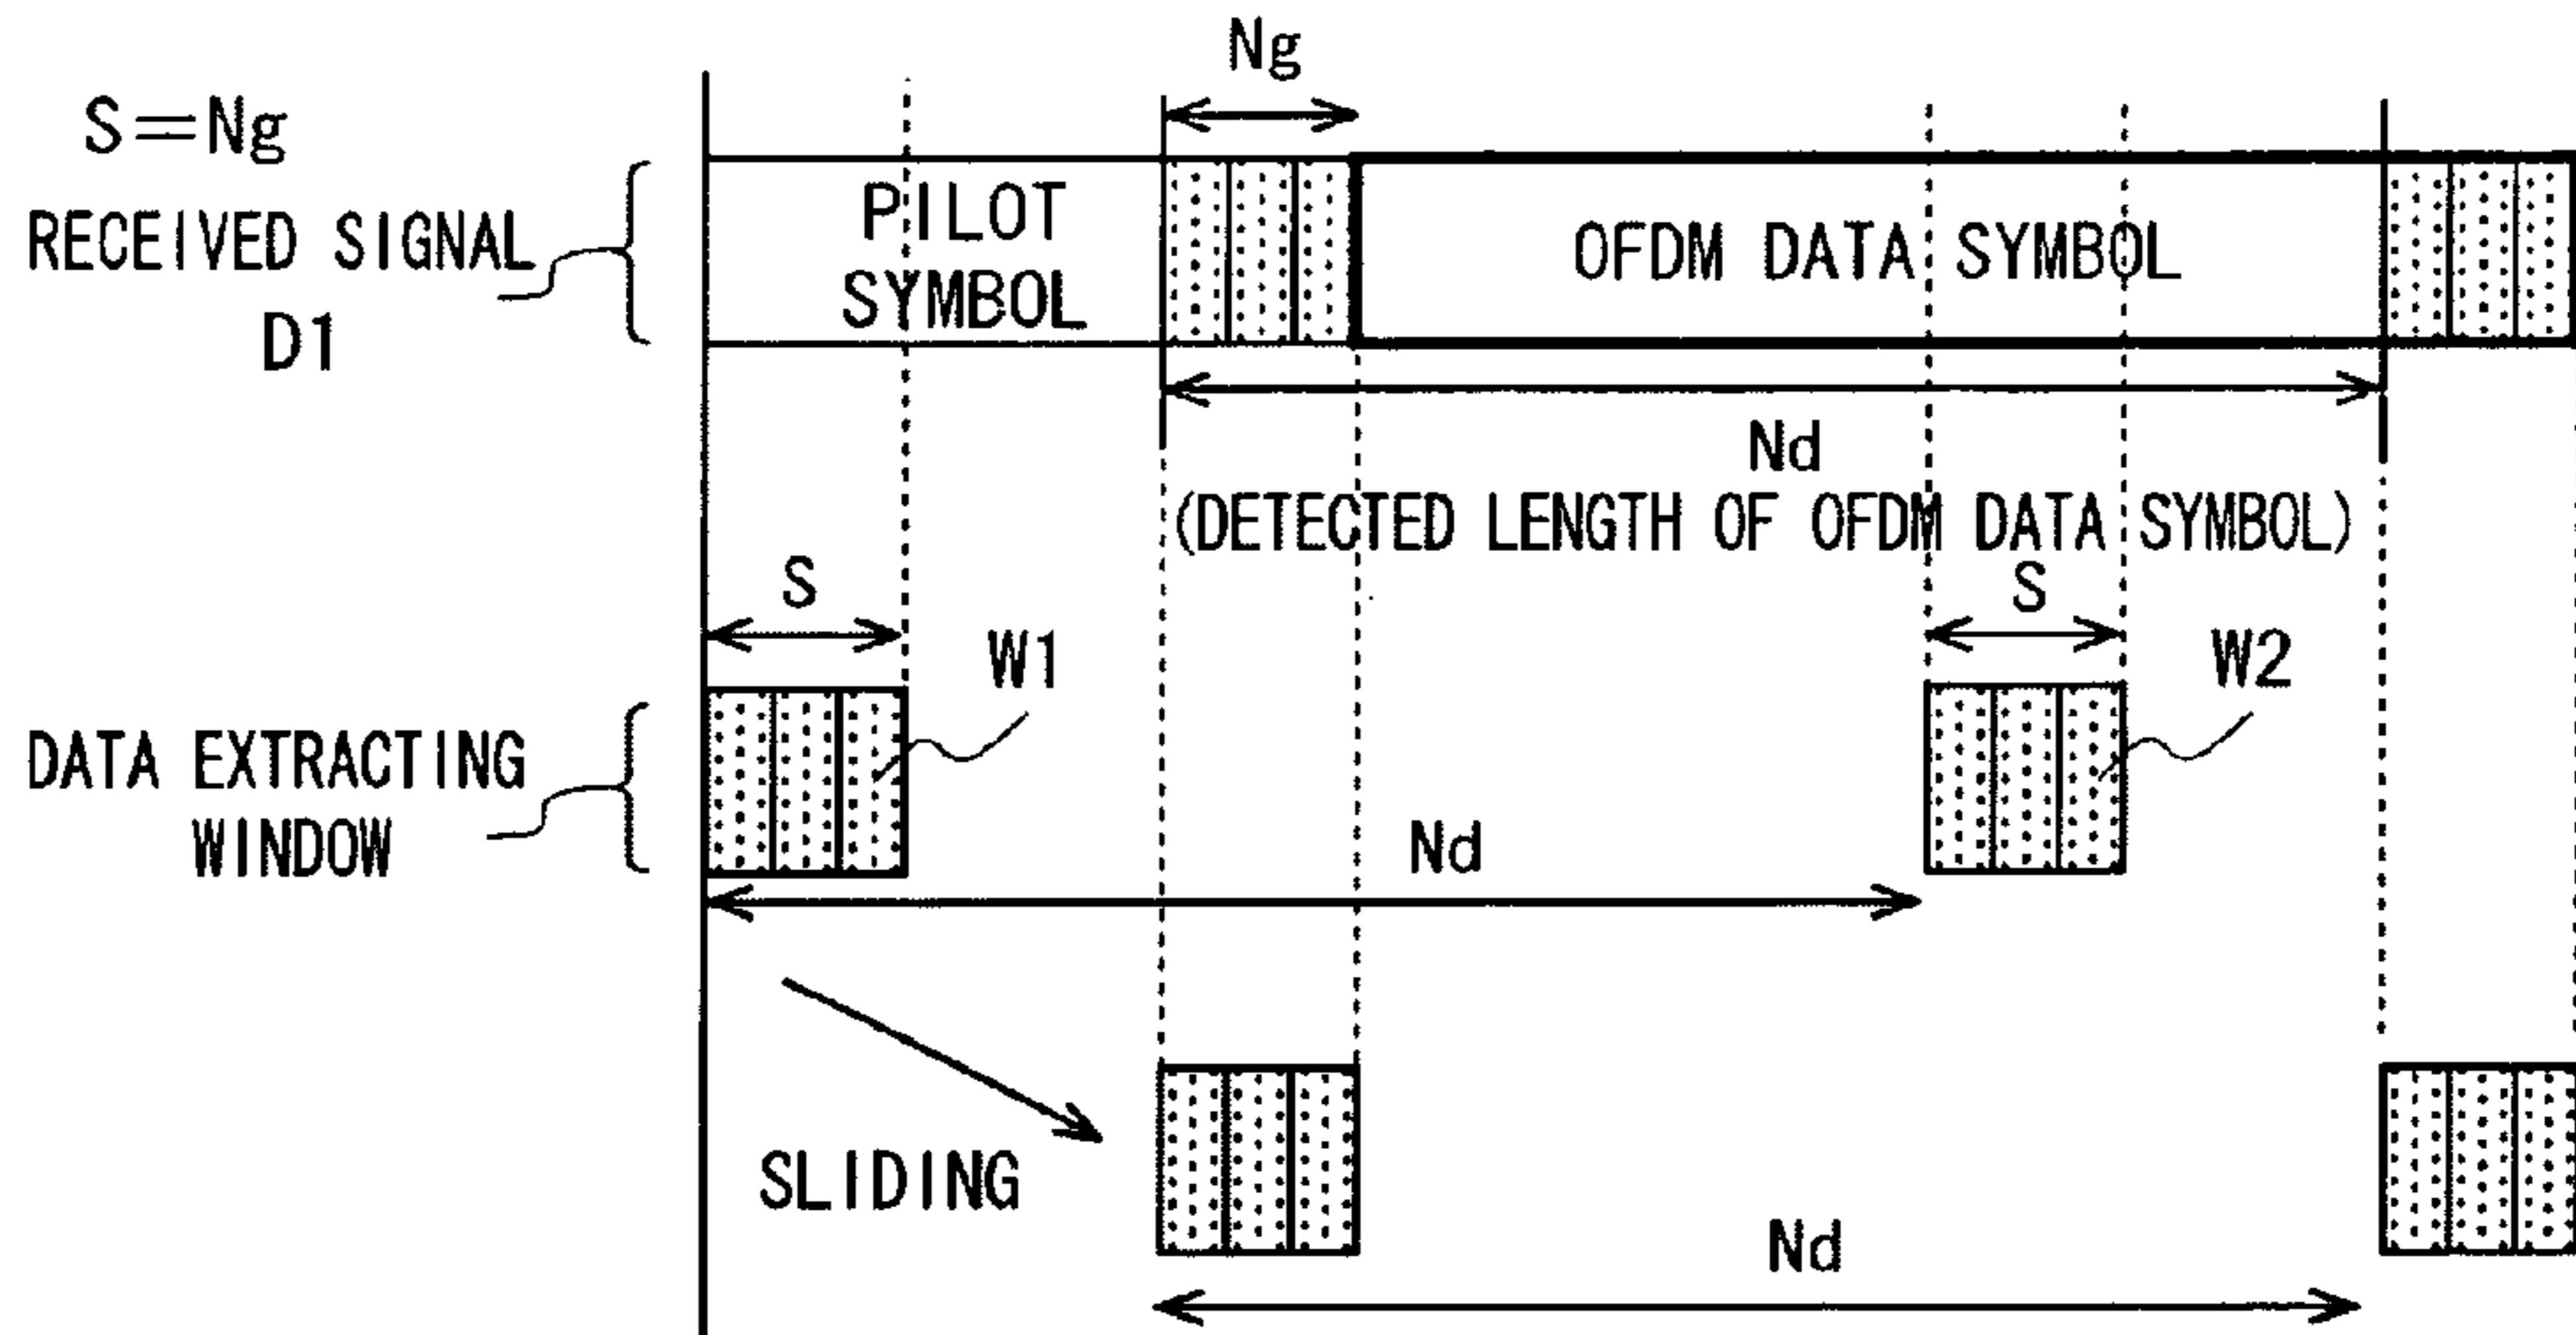 Ng
S=Ng
RECEIVED SIGNAL
D1
PILOT
SYMBOL
OFDM DATA SYMBOL
Nd
(DETECTED LENGTH OF OFDM DATA SYMBOL)
S
S
W1
W2
DATA EXTRACTING
WINDOW
Nd
SLIDING
Nd